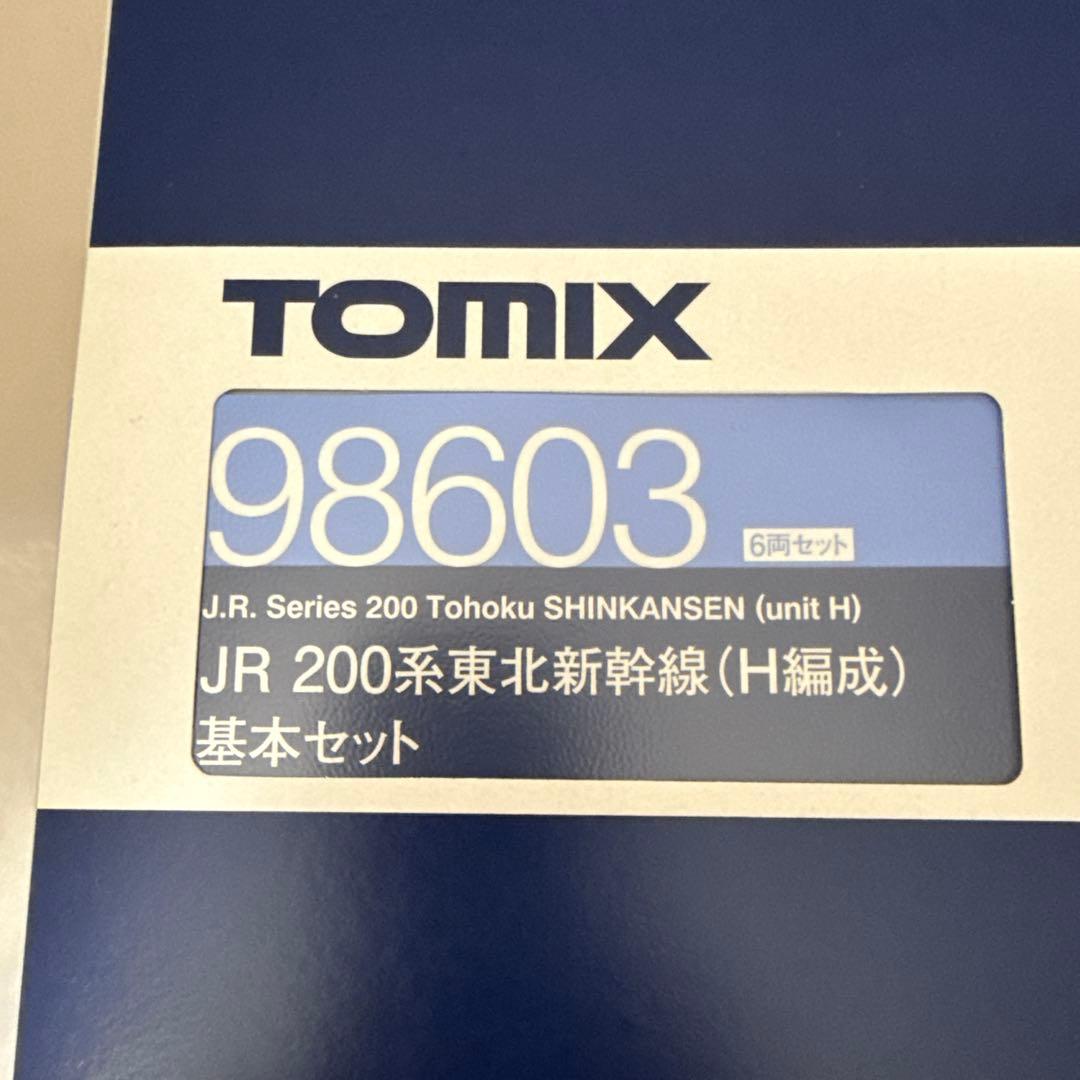 TOMIX
98603 6両セット
J.R. Series 200 Tohoku SHINKANSEN (unit H)
JR 200系東北新幹線(H編成)
基本セット